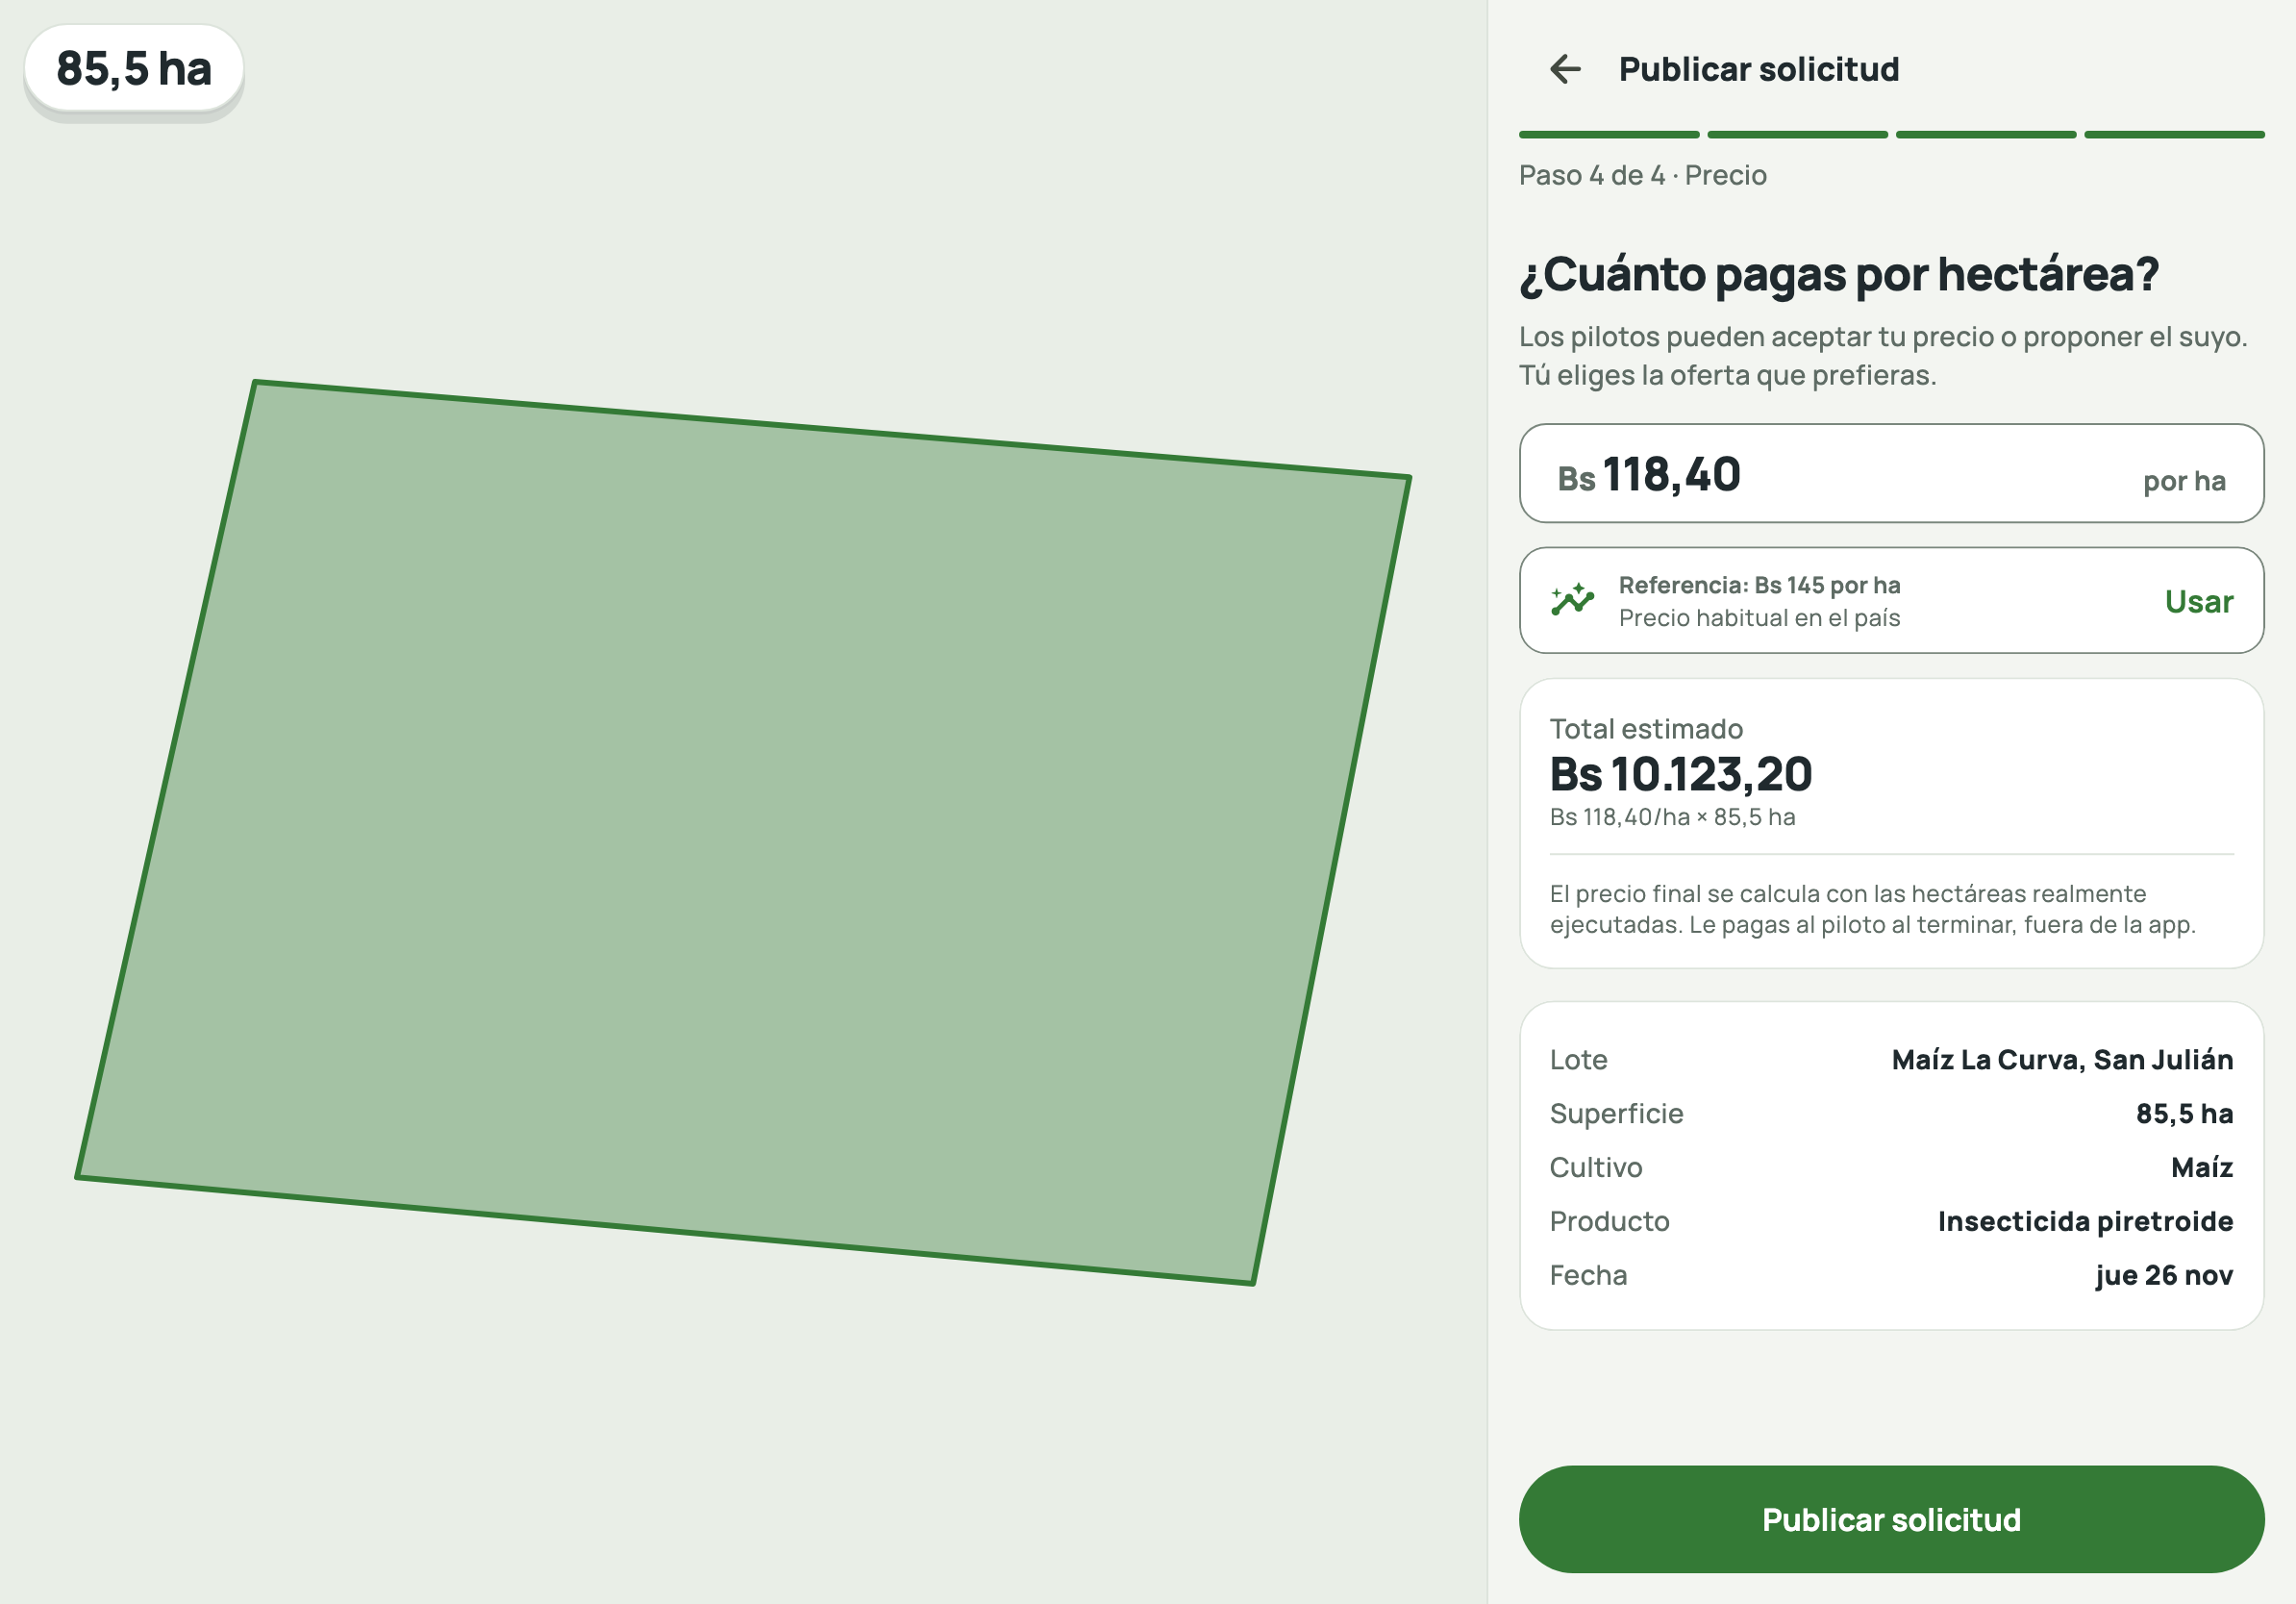 85,5 ha
Publicar solicitud
Paso 4 de 4 · Precio
¿Cuánto pagas por hectárea?
Los pilotos pueden aceptar tu precio o proponer el suyo.
Tú eliges la oferta que prefieras.
Bs 118,40 por ha
Referencia: Bs 145 por ha
Precio habitual en el país
Usar
Total estimado
Bs 10.123,20
Bs 118,40/ha × 85,5 ha
El precio final se calcula con las hectáreas realmente
ejecutadas. Le pagas al piloto al terminar, fuera de la app.
Lote Maíz La Curva, San Julián
Superficie 85,5 ha
Cultivo Maíz
Producto Insecticida piretroide
Fecha jue 26 nov
Publicar solicitud